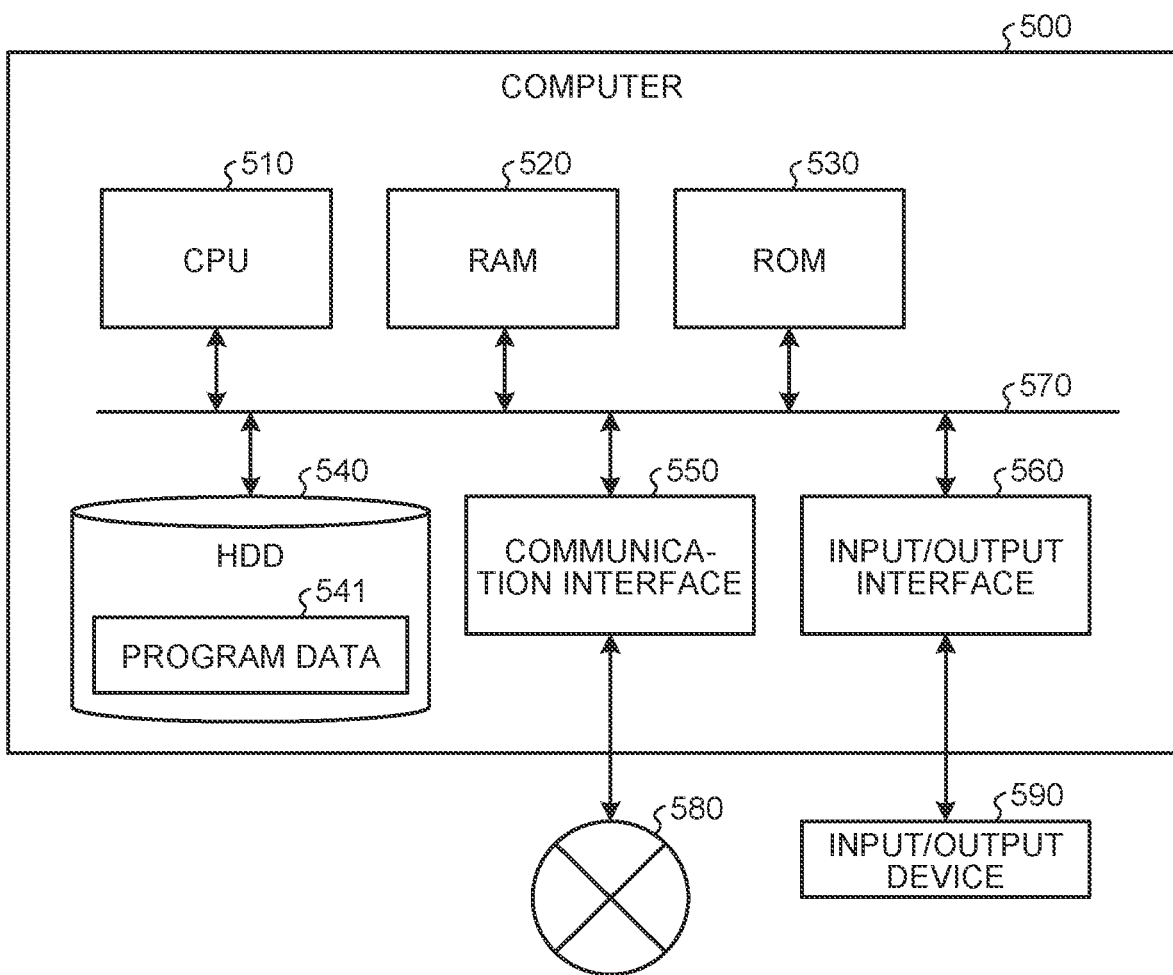 500
COMPUTER
510
520
530
CPU
RAM
ROM
570
540
550
560
HDD
COMMUNICA-
TION INTERFACE
INPUT/OUTPUT
INTERFACE
541
PROGRAM DATA
580
590
INPUT/OUTPUT
DEVICE